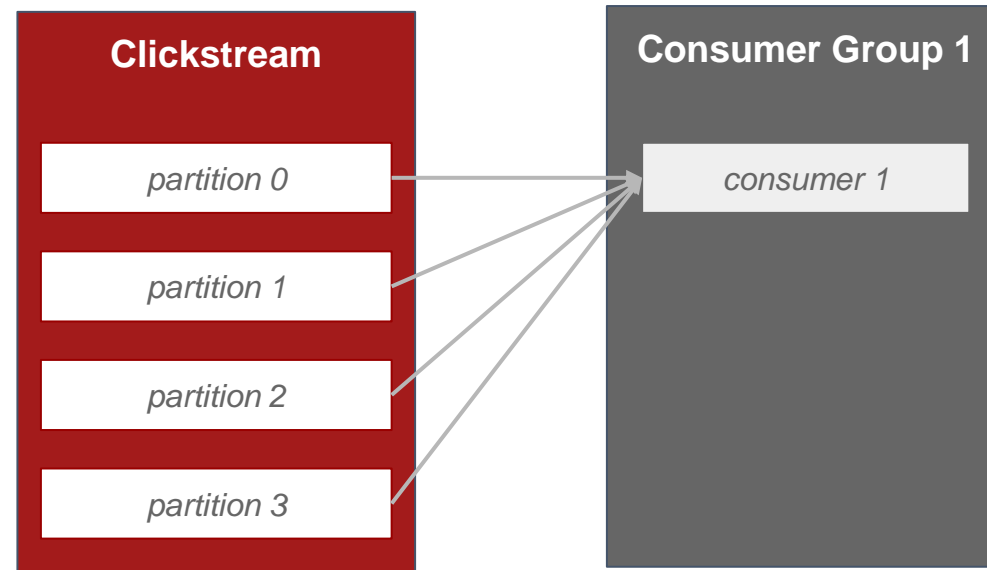 Clickstream
partition 0
partition 1
partition 2
partition 3
Consumer Group 1
consumer 1